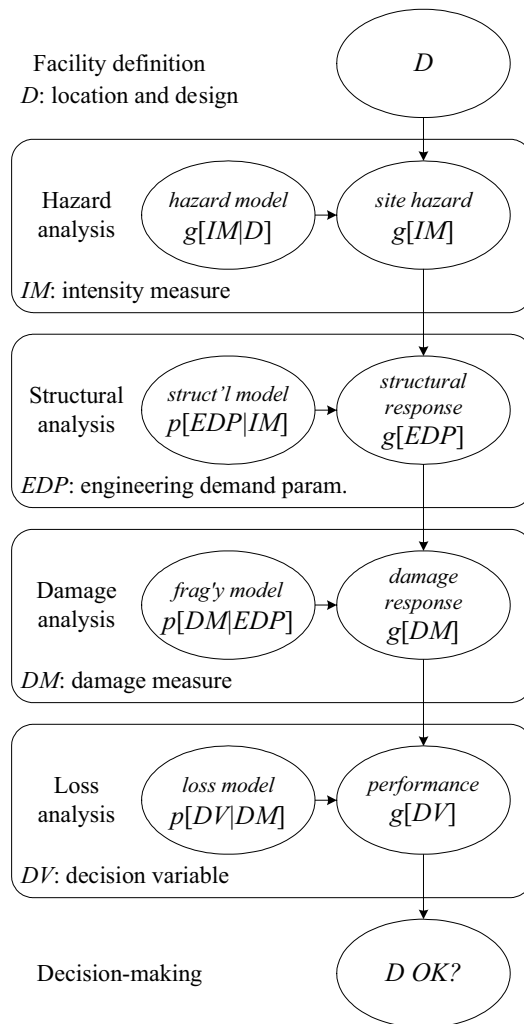 Facility definition
D: location and design
D
Hazard
analysis
hazard model
g[IM|D]
site hazard
g[IM]
IM: intensity measure
Structural
analysis
struct’l model
p[EDP|IM]
structural
response
g[EDP]
EDP: engineering demand param.
Damage
analysis
frag'y model
p[DM|EDP]
damage
response
g[DM]
DM: damage measure
Loss
analysis
loss model
p[DV|DM]
performance
g[DV]
DV: decision variable
Decision-making
D OK?